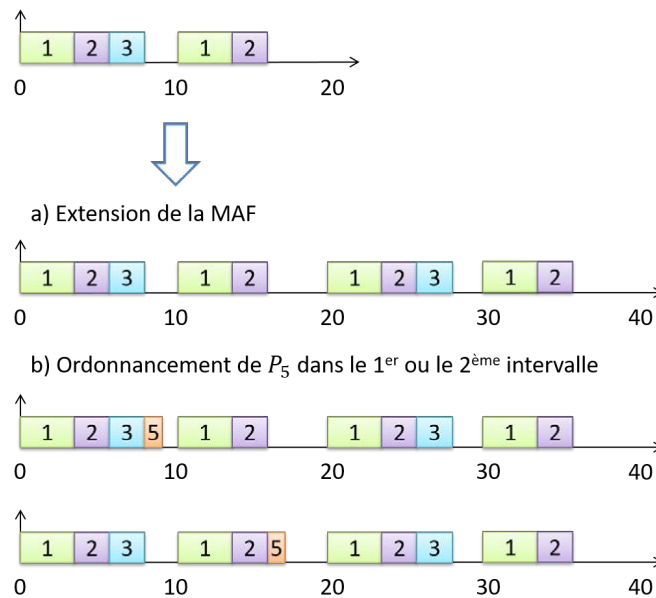 1 2 3 1 2
0 10 20
a) Extension de la MAF
1 2 3 1 2 1 2 3 1 2
0 10 20 30 40
b) Ordonnancement de P5 dans le 1er ou le 2ème intervalle
1 2 3 5 1 2 1 2 3 1 2
0 10 20 30 40
1 2 3 1 2 5 1 2 3 1 2
0 10 20 30 40